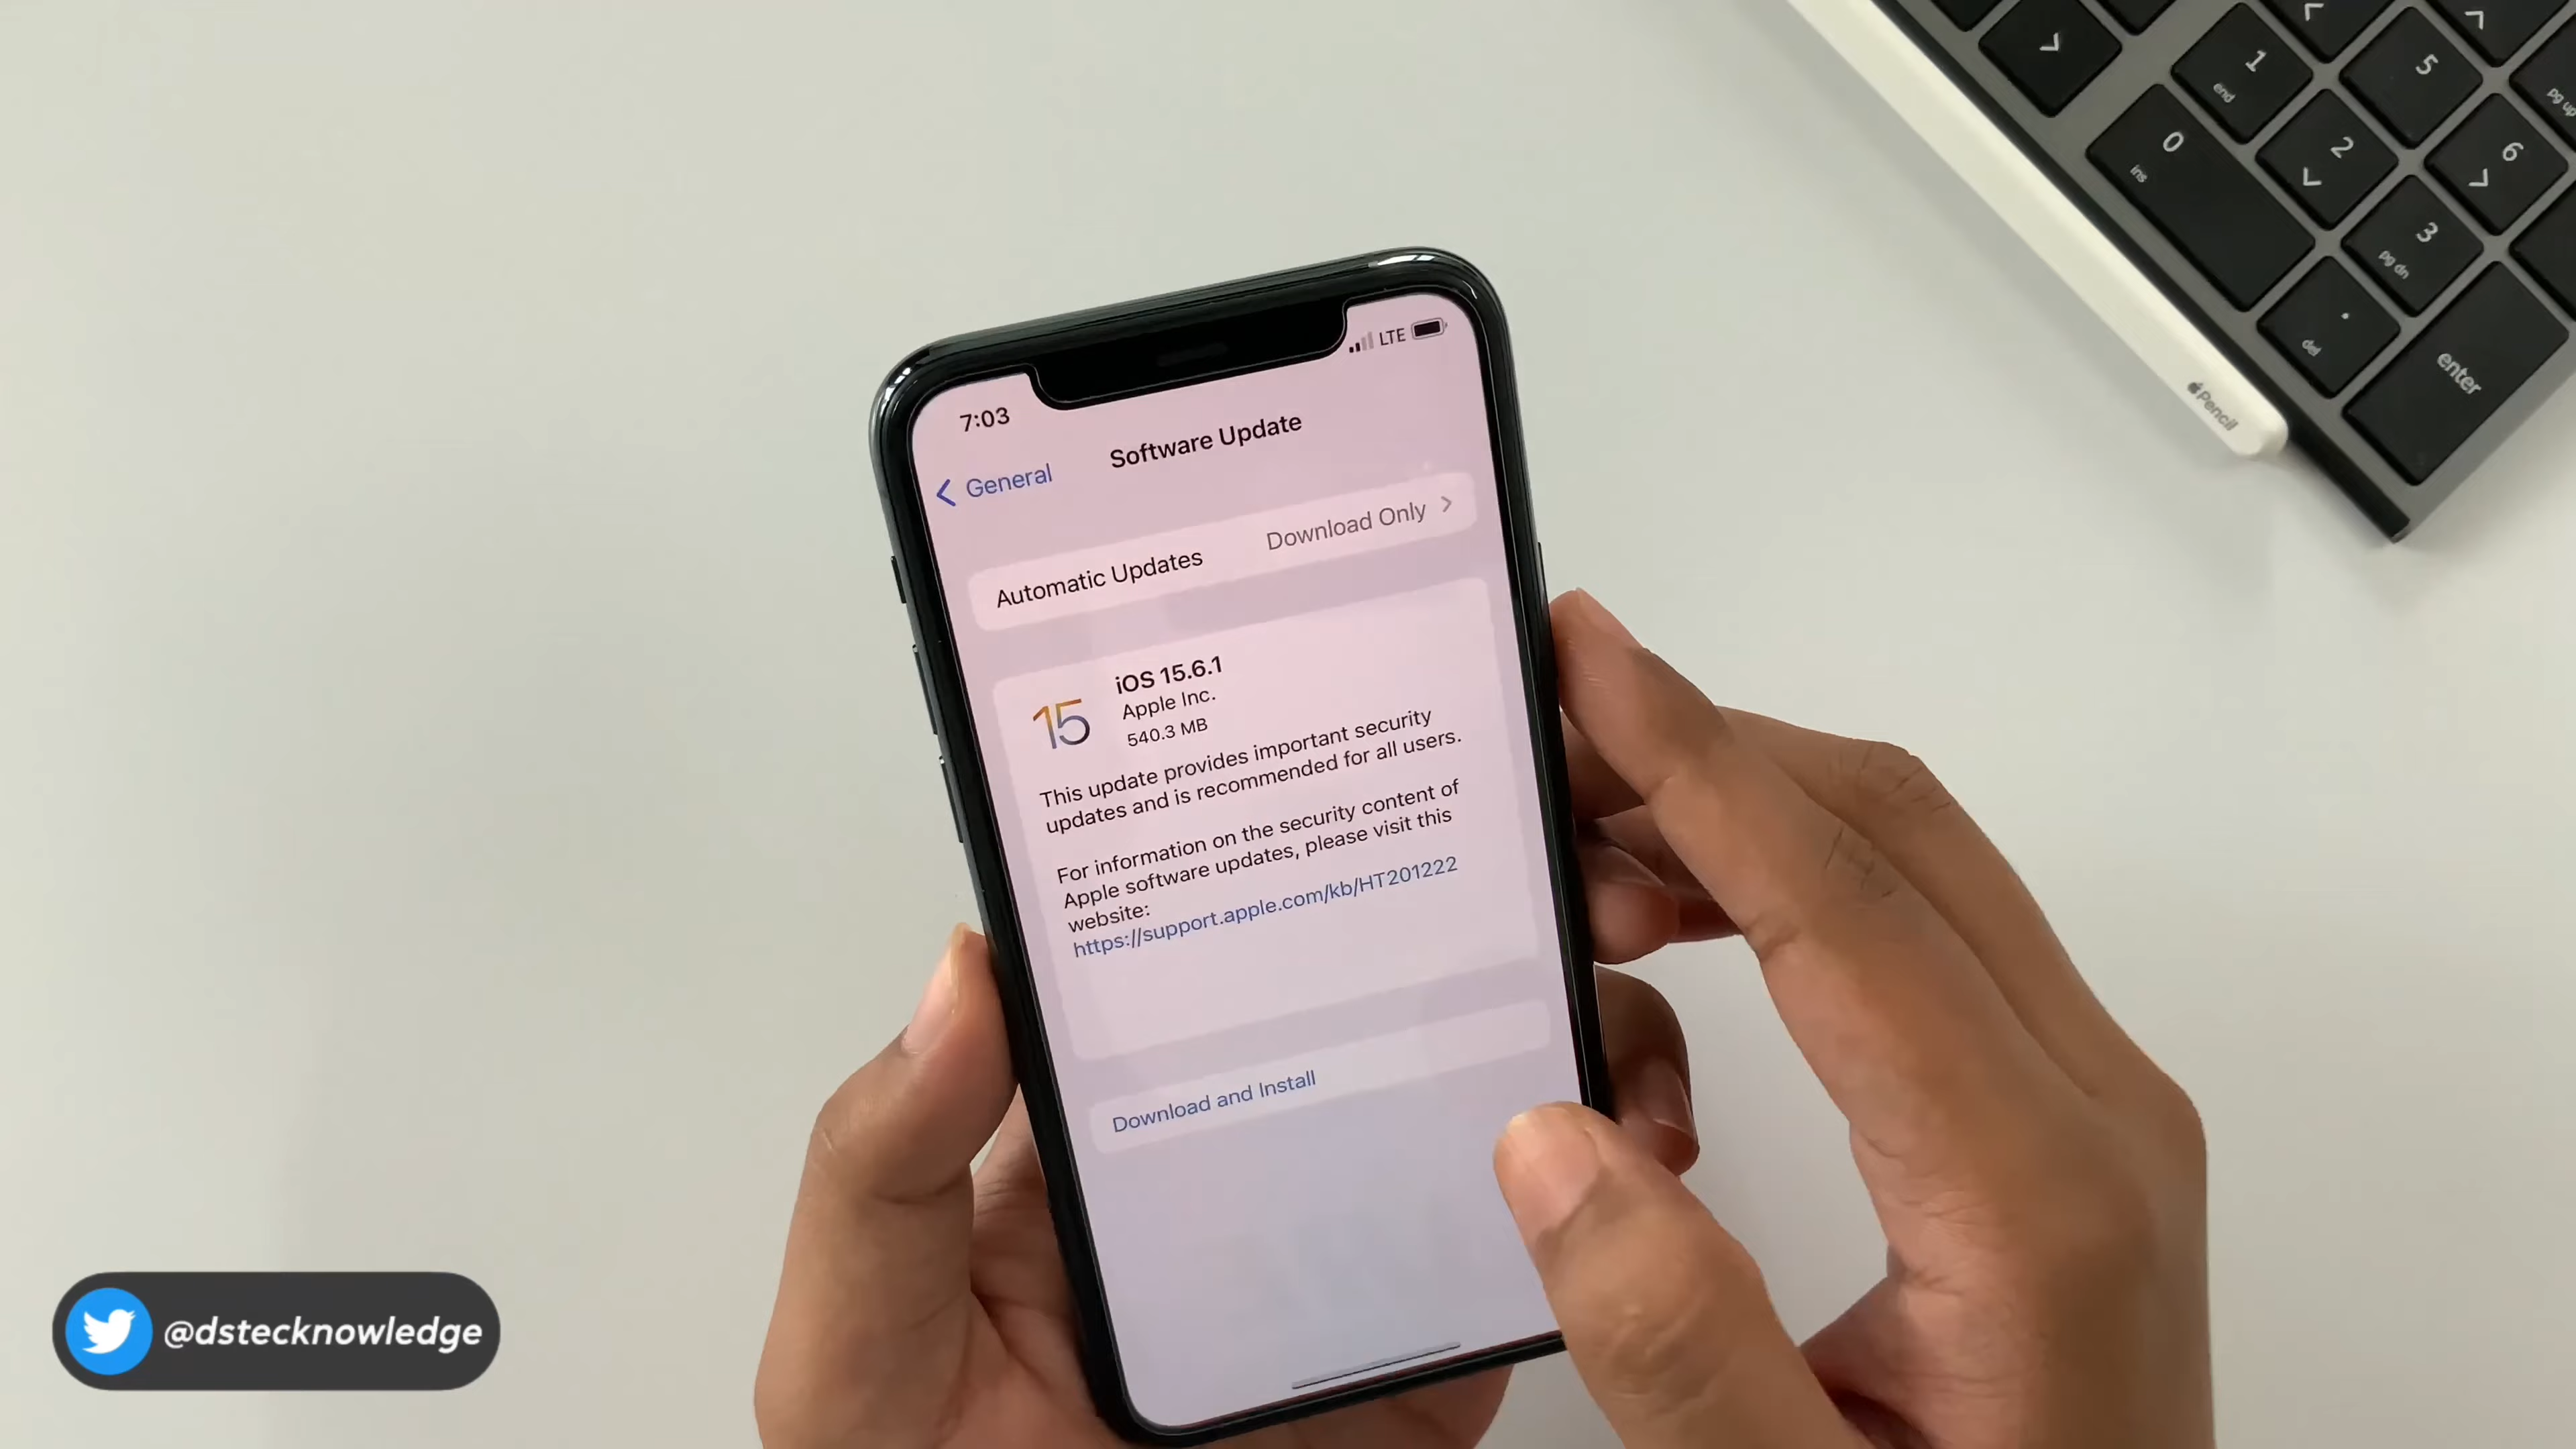 7:03
LTE
General
Software Update
Automatic Updates
Download Only
15
iOS 15.6.1
Apple Inc.
540.3 MB
This update provides important security
updates and is recommended for all users.
For information on the security content of
Apple software updates, please visit this
website:
https://support.apple.com/kb/HT201222
Download and Install
@dstecknowledge
1
end
5
pg up
0
ins
2
6
3
pg dn
.
del
enter
Pencil